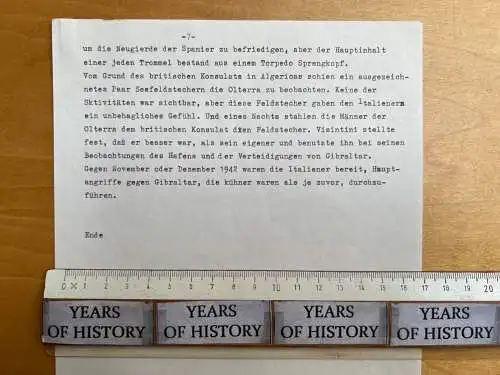 -7-
um die Neugierde der Spanier zu befriedigen, aber der Hauptinhalt
einer jeden Trommel bestand aus einem Torpedo Sprengkopf.
Vom Grund des britischen Konsulats in Algericas schien ein ausgezeich-
netes Paar Seefeldstechern die Olterra zu beobachten. Keine der
Sktivitäten war sichtbar, aber diese Feldstecher gaben den Italienern
ein unbehagliches Gefühl. Und eines Nachts stahlen die Männer der
Olterra dem britischen Konsulat den Feldstecher. Visintini stellte
fest, daß er besser war, als sein eigener und benutzte ihn bei seinen
Beobachtungen des Hafens und der Verteidigungen von Gibraltar.
Gegen November oder Dezember 1942 waren die Italiener bereit, Haupt-
angriffe gegen Gibraltar, die kühner waren als je zuvor, durchzu-
führen.
Ende
0 1 2 3 4 5 6 7 8 9 10 11 12 13 14 15 16 17 18 19 20
YEARS OF HISTORY YEARS OF HISTORY YEARS OF HISTORY YEARS OF HISTORY